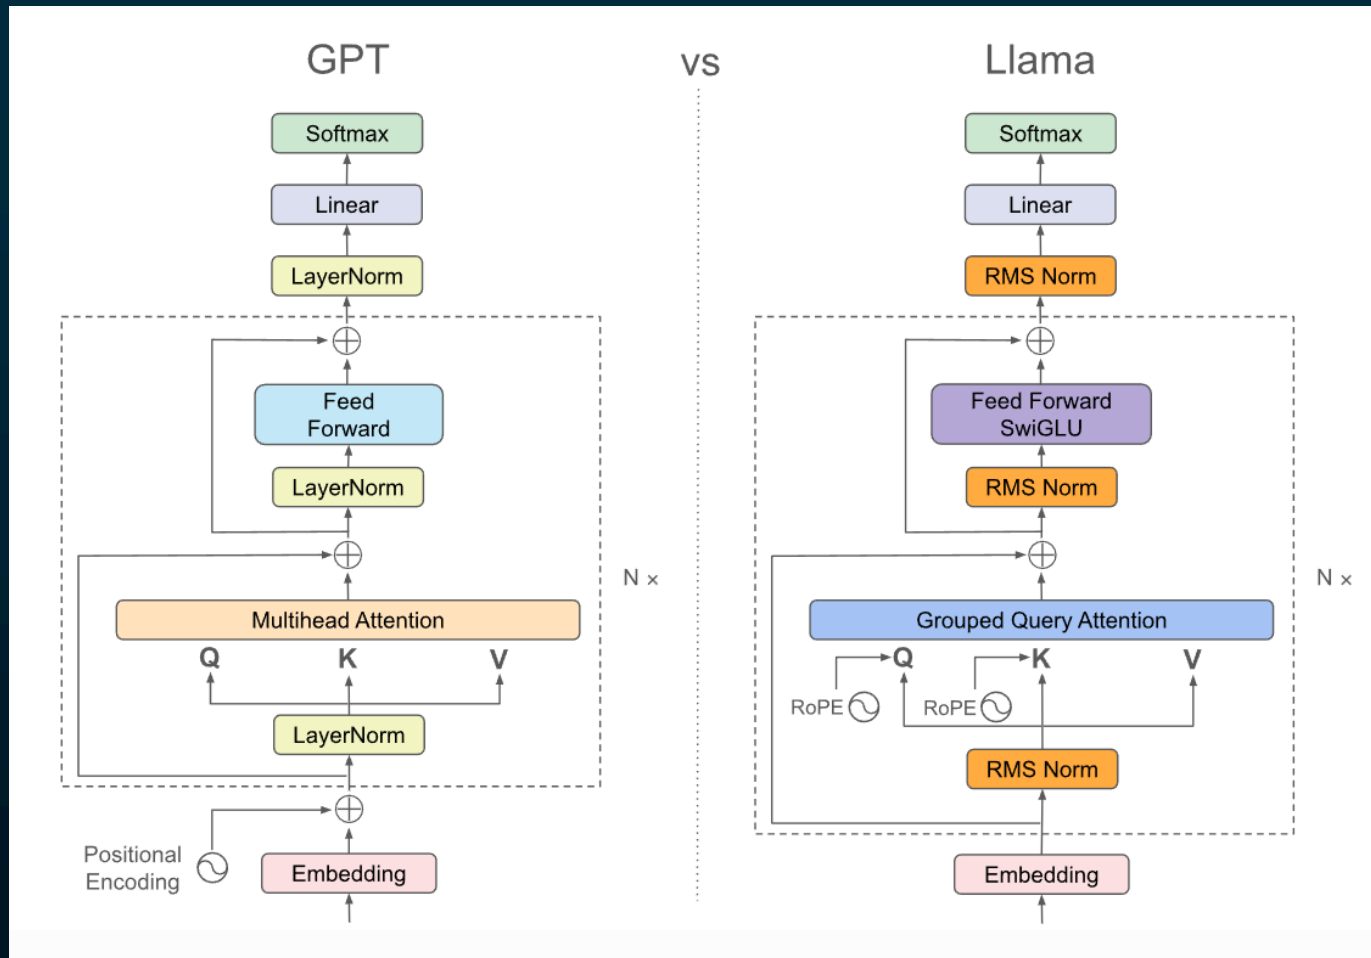 GPT
vs
Llama
Softmax
Linear
LayerNorm
Feed
Forward
LayerNorm
N ×
Multihead Attention
Q K V
LayerNorm
Positional
Encoding
Embedding
Softmax
Linear
RMS Norm
Feed Forward
SwiGLU
RMS Norm
N ×
Grouped Query Attention
Q K V
RoPE RoPE
RMS Norm
Embedding